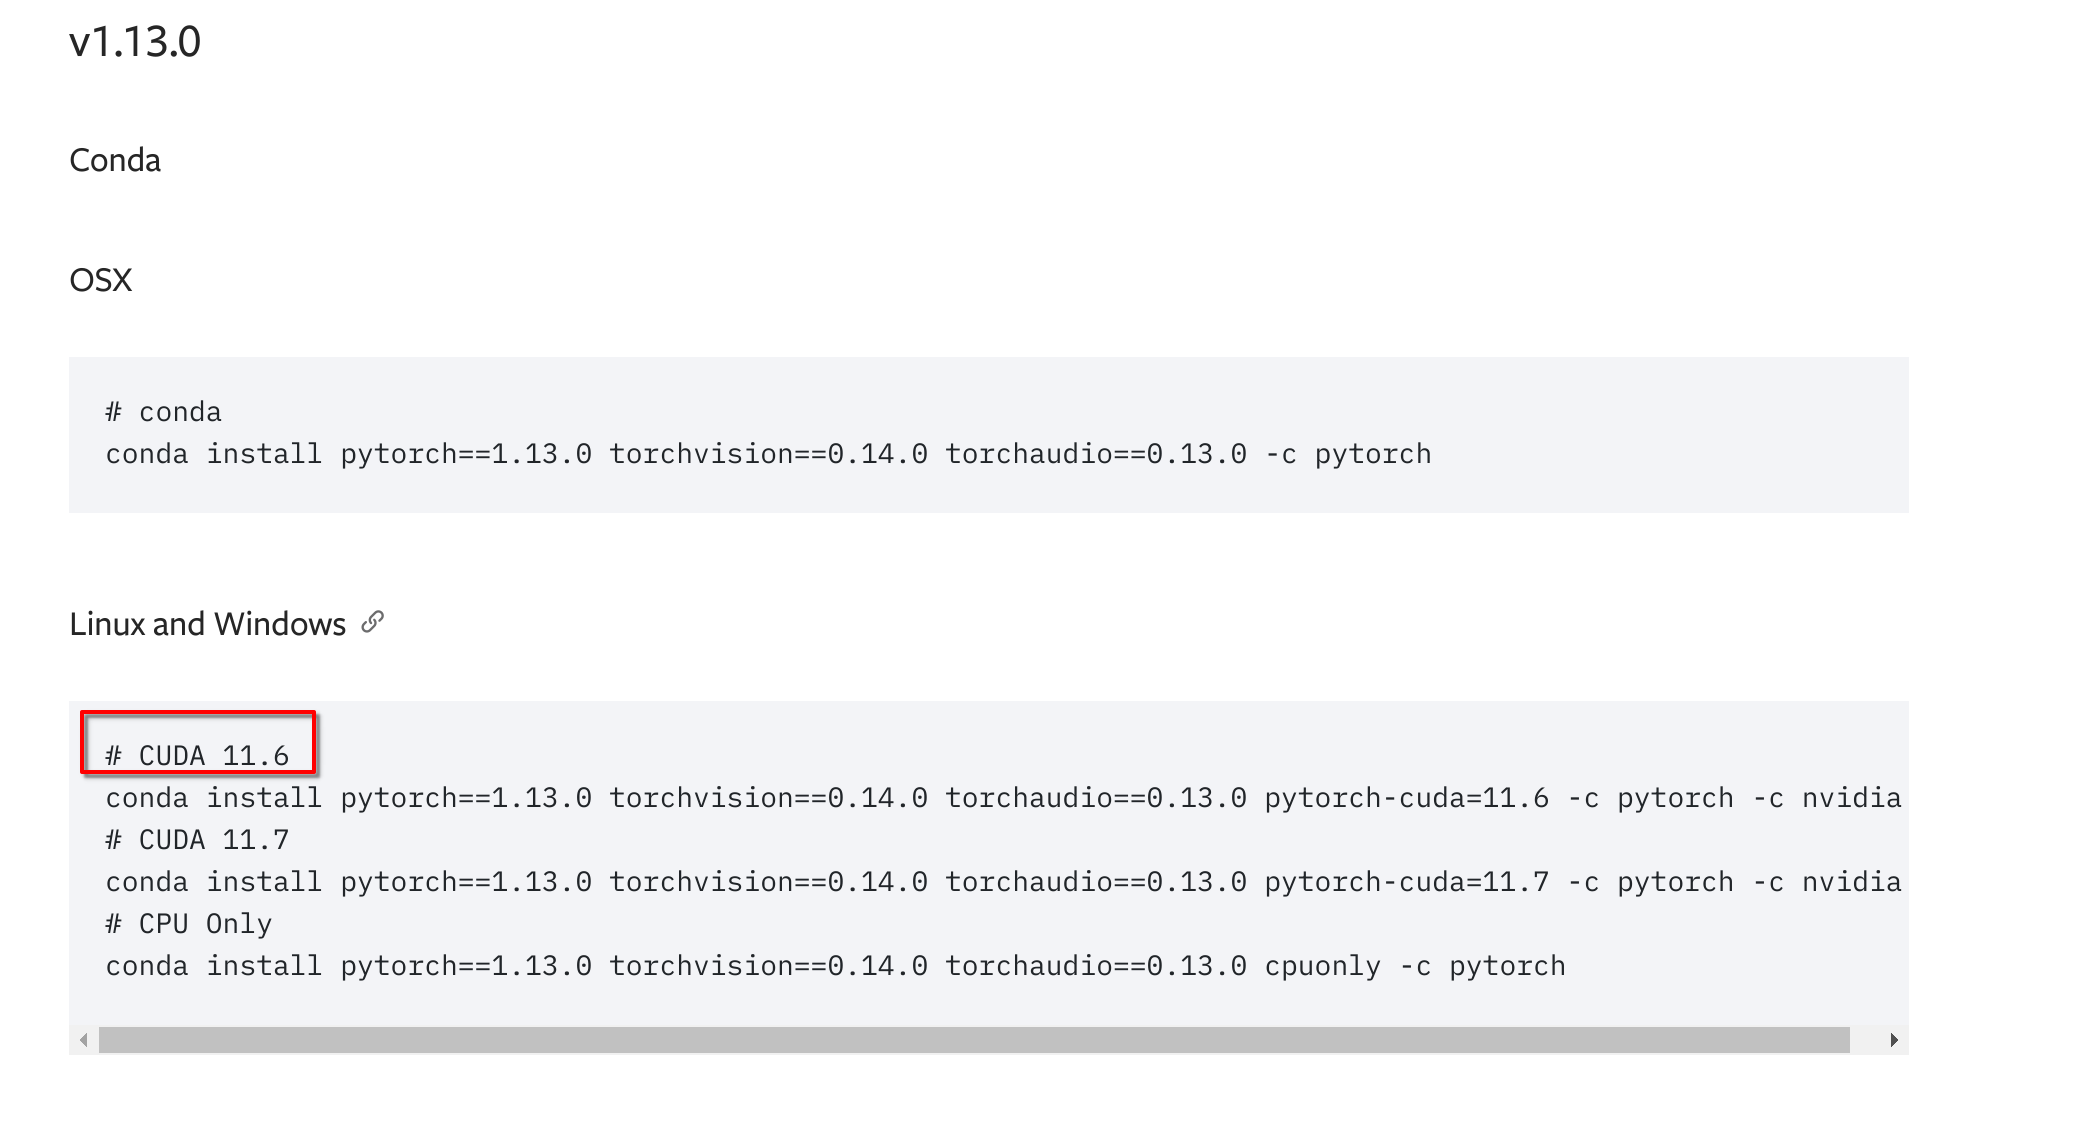 v1.13.0
Conda
OSX
# conda
conda install pytorch==1.13.0 torchvision==0.14.0 torchaudio==0.13.0 -c pytorch
Linux and Windows
# CUDA 11.6
conda install pytorch==1.13.0 torchvision==0.14.0 torchaudio==0.13.0 pytorch-cuda=11.6 -c pytorch -c nvidia
# CUDA 11.7
conda install pytorch==1.13.0 torchvision==0.14.0 torchaudio==0.13.0 pytorch-cuda=11.7 -c pytorch -c nvidia
# CPU Only
conda install pytorch==1.13.0 torchvision==0.14.0 torchaudio==0.13.0 cpuonly -c pytorch